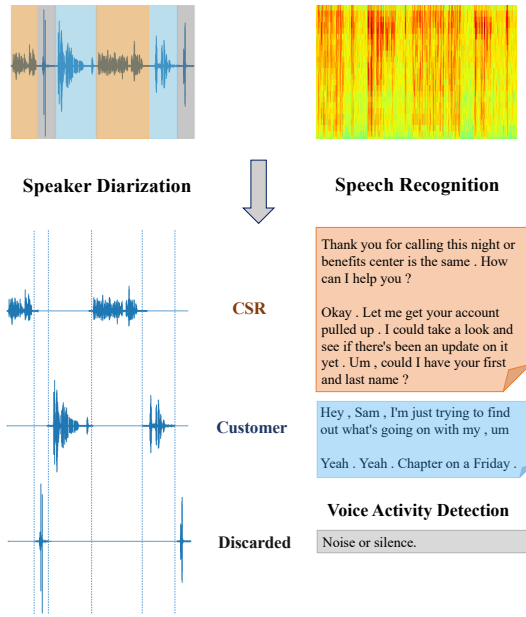 Speaker Diarization
Speech Recognition
CSR
Thank you for calling this night or
benefits center is the same . How
can I help you ?
Okay . Let me get your account
pulled up . I could take a look and
see if there's been an update on it
yet . Um , could I have your first
and last name ?
Customer
Hey , Sam , I'm just trying to find
out what's going on with my , um
Yeah . Yeah . Chapter on a Friday .
Voice Activity Detection
Discarded
Noise or silence.